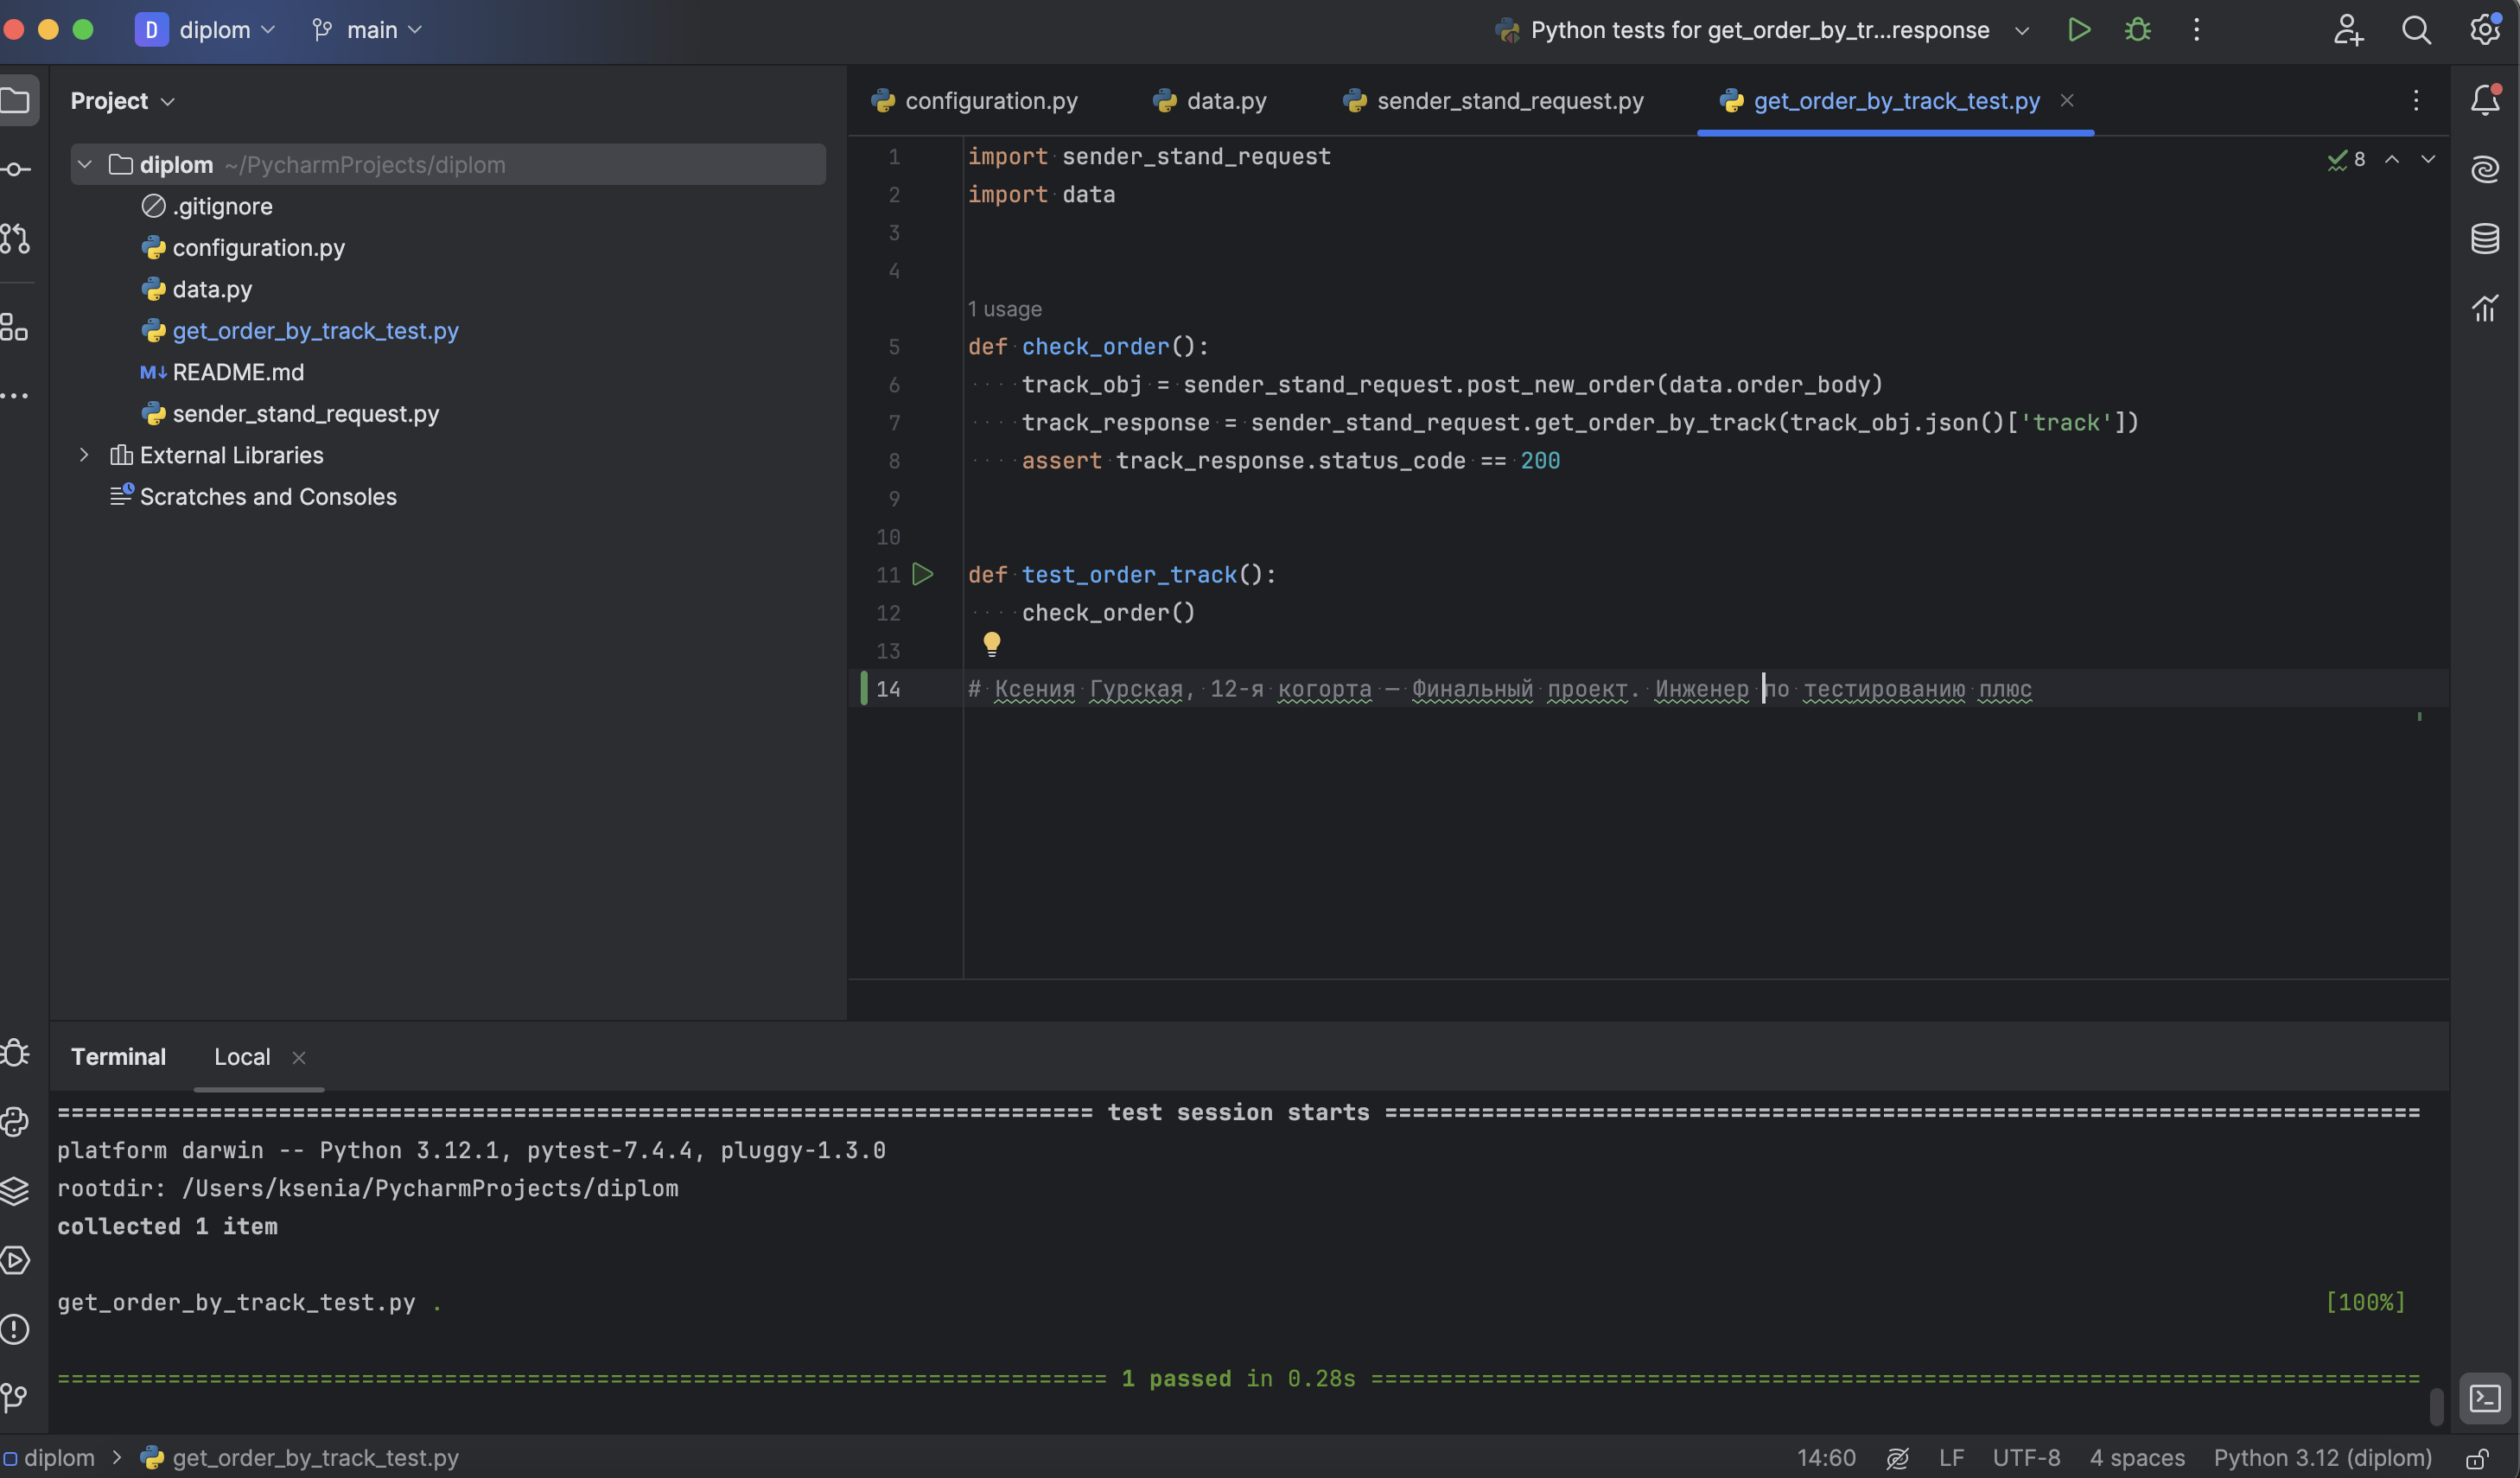 D diplom main Python tests for get_order_by_tr...response
Project
configuration.py data.py sender_stand_request.py get_order_by_track_test.py
diplom ~/PycharmProjects/diplom
.gitignore
configuration.py
data.py
get_order_by_track_test.py
M↓ README.md
sender_stand_request.py
External Libraries
Scratches and Consoles
8
1 import sender_stand_request
2 import data
3
4
1 usage
5 def check_order():
6 track_obj = sender_stand_request.post_new_order(data.order_body)
7 track_response = sender_stand_request.get_order_by_track(track_obj.json()['track'])
8 assert track_response.status_code == 200
9
10
11 def test_order_track():
12 check_order()
13
14 # Ксения Гурская, 12-я когорта — Финальный проект. Инженер по тестированию плюс
Terminal Local
=========================================================================== test session starts ===========================================================================
platform darwin -- Python 3.12.1, pytest-7.4.4, pluggy-1.3.0
rootdir: /Users/ksenia/PycharmProjects/diplom
collected 1 item
get_order_by_track_test.py . [100%]
============================================================================ 1 passed in 0.28s ============================================================================
diplom > get_order_by_track_test.py 14:60 LF UTF-8 4 spaces Python 3.12 (diplom)